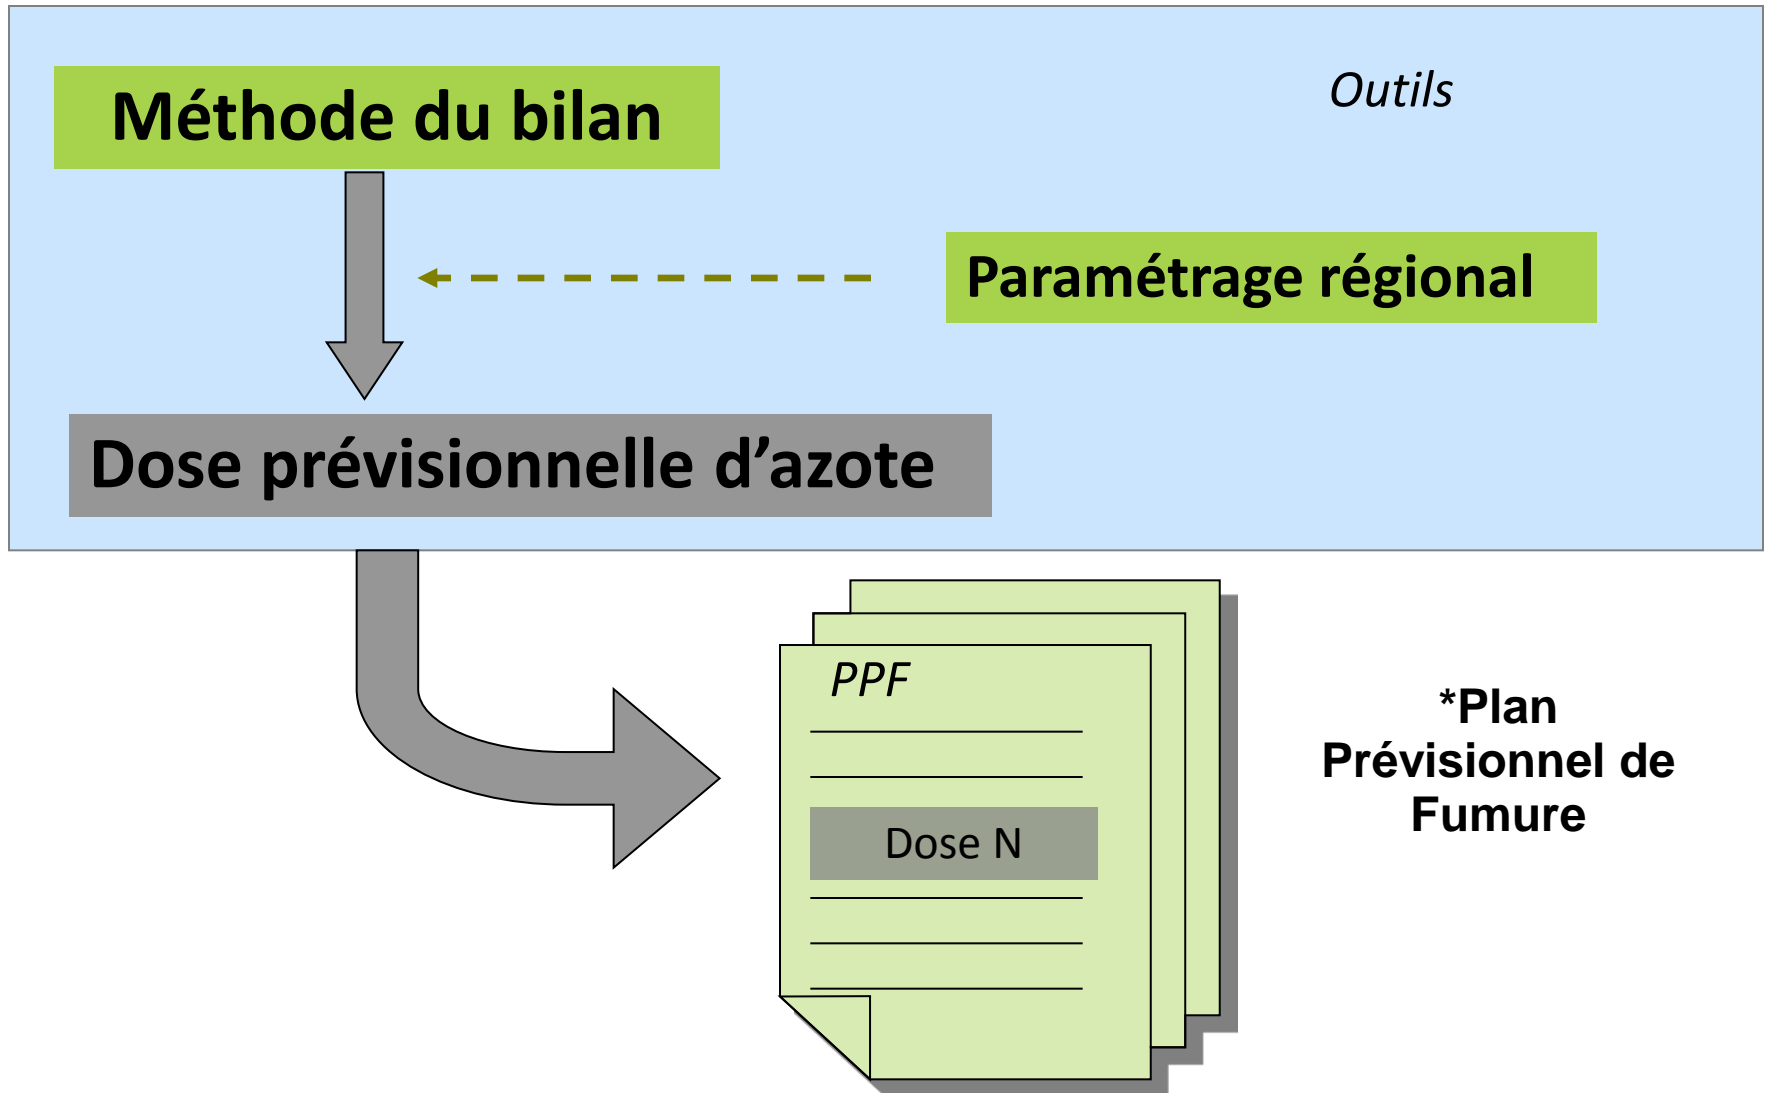 Méthode du bilan
Outils
Paramétrage régional
Dose prévisionnelle d’azote
PPF
Dose N
*Plan
Prévisionnel de
Fumure